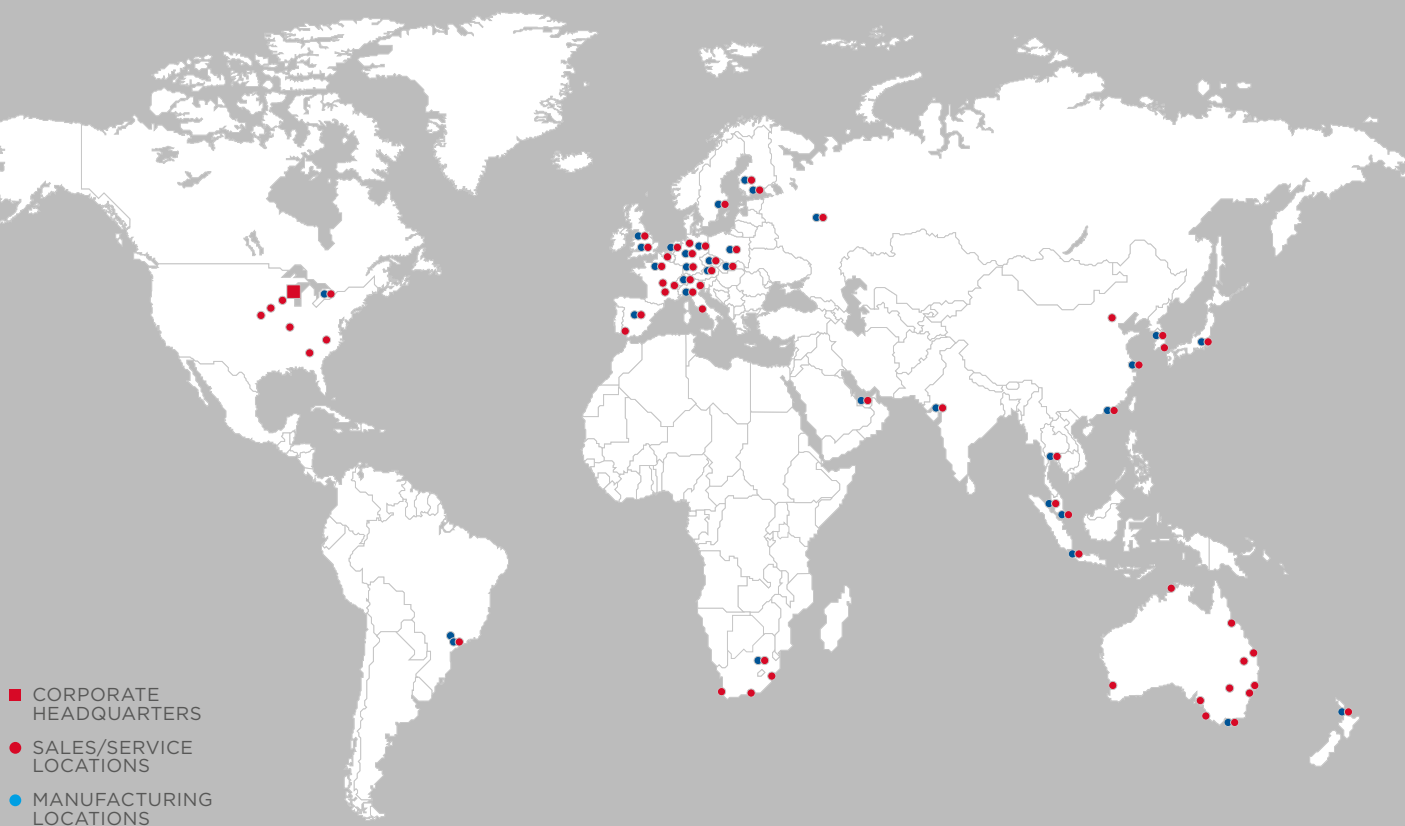 CORPORATE
HEADQUARTERS
SALES/SERVICE
LOCATIONS
MANUFACTURING
LOCATIONS